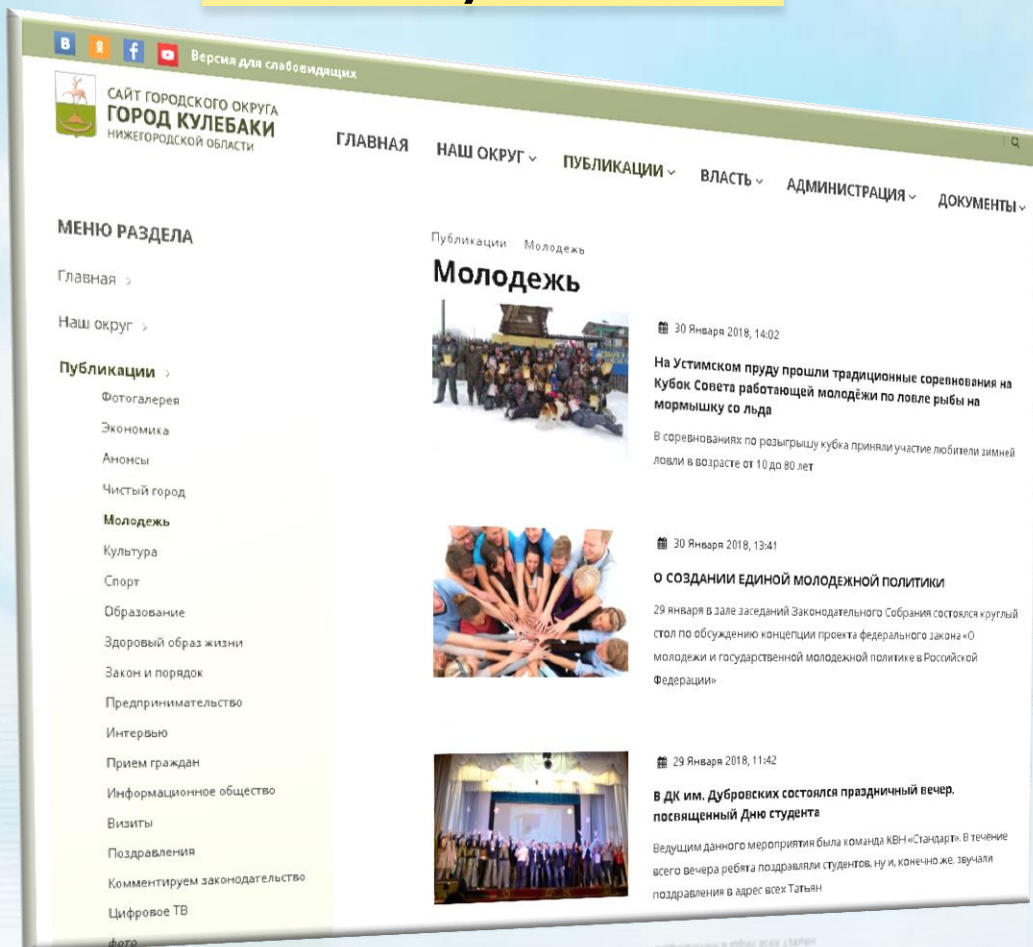 В
f
Версия для слабовидящих
САЙТ ГОРОДСКОГО ОКРУГА
ГОРОД КУЛЕБАКИ
НИЖЕГОРОДСКОЙ ОБЛАСТИ
ГЛАВНАЯ
НАШ ОКРУГ
ПУБЛИКАЦИИ
ВЛАСТЬ
АДМИНИСТРАЦИЯ
ДОКУМЕНТЫ
МЕНЮ РАЗДЕЛА
Главная
Наш округ
Публикации
Фотогалерея
Экономика
Анонсы
Чистый город
Молодежь
Культура
Спорт
Образование
Здоровый образ жизни
Закон и порядок
Предпринимательство
Интервью
Прием граждан
Информационное общество
Визиты
Поздравления
Комментируем законодательство
Цифровое ТВ
фото
Публикации Молодежь
Молодежь
30 Января 2018, 14:02
На Устимском пруду прошли традиционные соревнования на
Кубок Совета работающей молодёжи по ловле рыбы на
мормышку со льда
В соревнованиях по розыгрышу кубка приняли участие любители зимней
ловли в возрасте от 10 до 80 лет
30 Января 2018, 13:41
О СОЗДАНИИ ЕДИНОЙ МОЛОДЕЖНОЙ ПОЛИТИКИ
29 января в зале заседаний Законодательного Собрания состоялся круглый
стол по обсуждению концепции проекта федерального закона «О
молодежи и государственной молодежной политике в Российской
Федерации»
29 Января 2018, 11:42
В ДК им. Дубровских состоялся праздничный вечер,
посвященный Дню студента
Ведущим данного мероприятия была команда КВН «Стандарт». В течение
всего вечера ребята поздравляли студентов, ну и, конечно же, звучали
поздравления в адрес всех Татьян